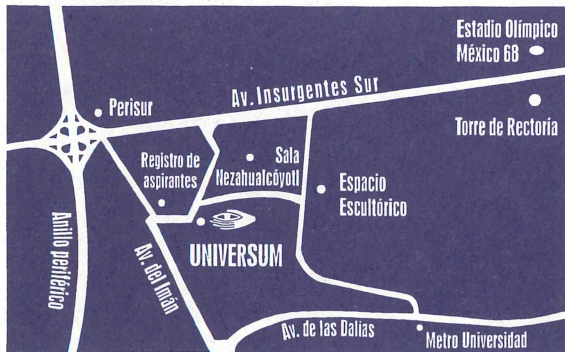 Estadio Olímpico
México 68
Av. Insurgentes Sur
Perisur
Torre de Rectoría
Registro de
aspirantes
Sala
Nezahualcóyotl
Espacio
Escultórico
UNIVERSUM
Anillo periférico
Av. del Imán
Av. de las Dalías
Metro Universidad